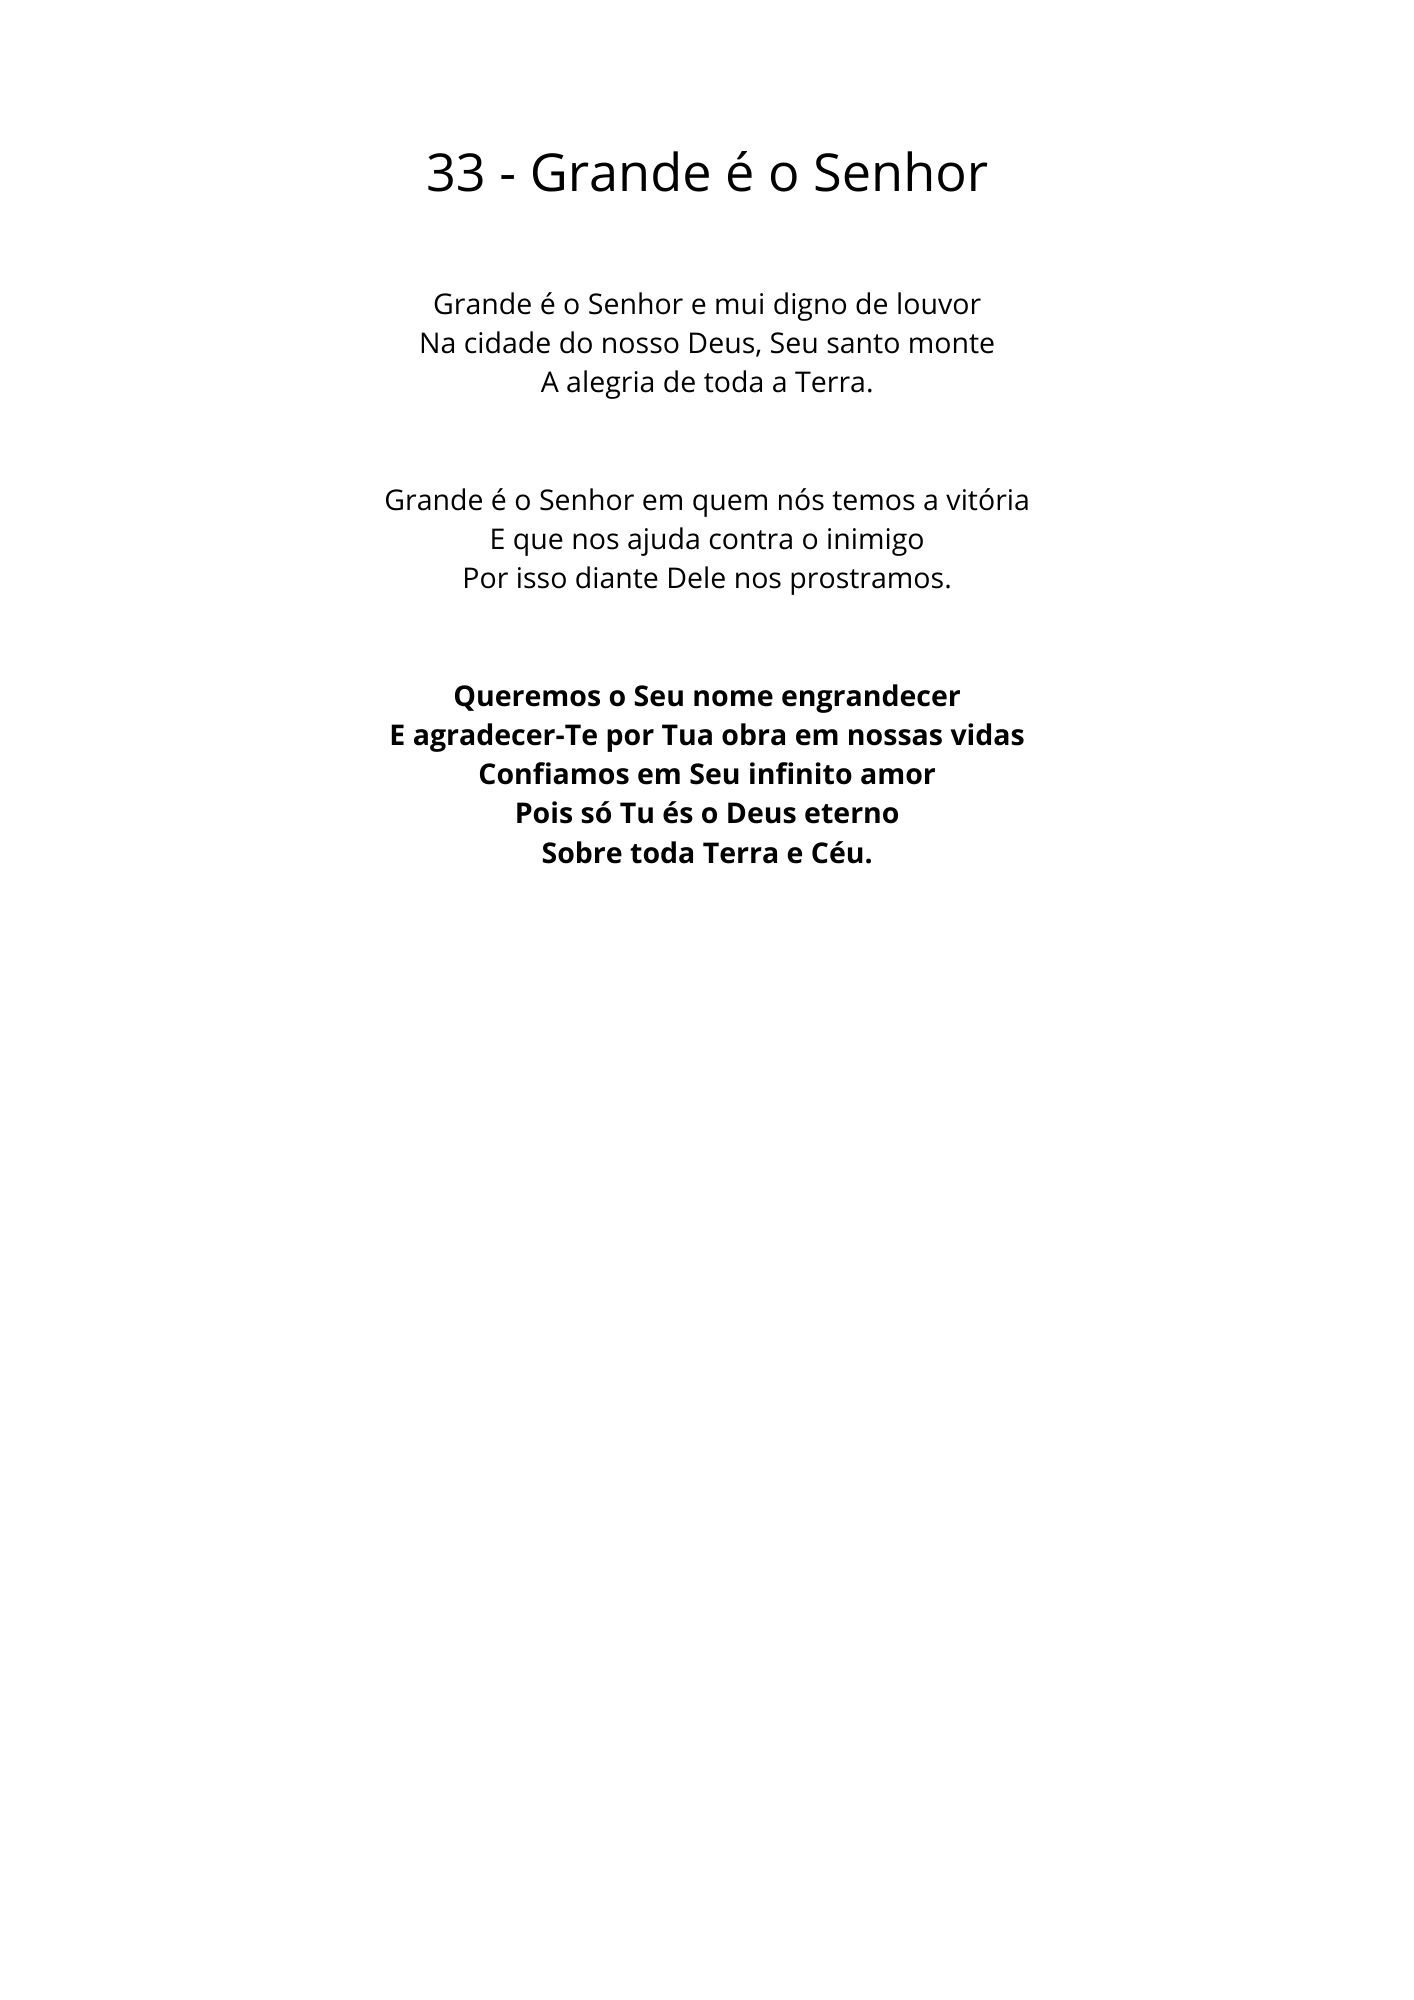 33 - Grande é o Senhor
Grande é o Senhor e mui digno de louvor
Na cidade do nosso Deus, Seu santo monte
A alegria de toda a Terra.
Grande é o Senhor em quem nós temos a vitória
E que nos ajuda contra o inimigo
Por isso diante Dele nos prostramos.
Queremos o Seu nome engrandecer
E agradecer-Te por Tua obra em nossas vidas
Confiamos em Seu infinito amor
Pois só Tu és o Deus eterno
Sobre toda Terra e Céu.